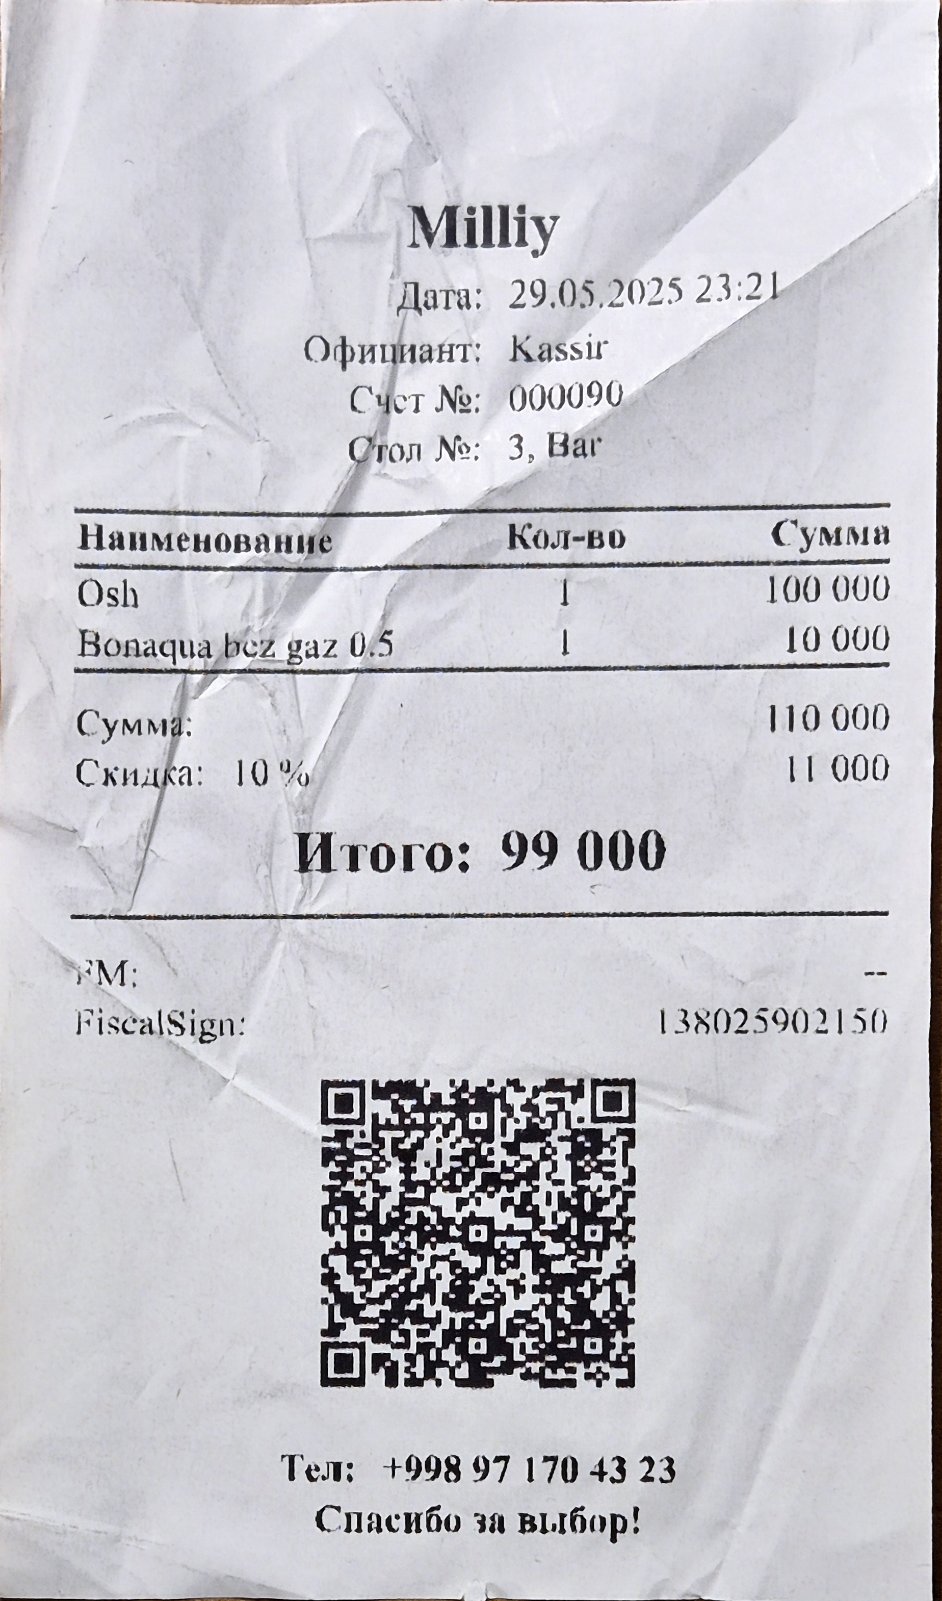 Milliy
Дата: 29.05.2025 23:21
Официант: Kassir
Счет №: 000090
Стол №: 3, Bar
Наименование Кол-во Сумма
Osh 1 100 000
Bonaqua bez gaz 0.5 1 10 000
Сумма: 110 000
Скидка: 10 % 11 000
Итого: 99 000
FM: --
FiscalSign: 138025902150
Тел: +998 97 170 43 23
Спасибо за выбор!